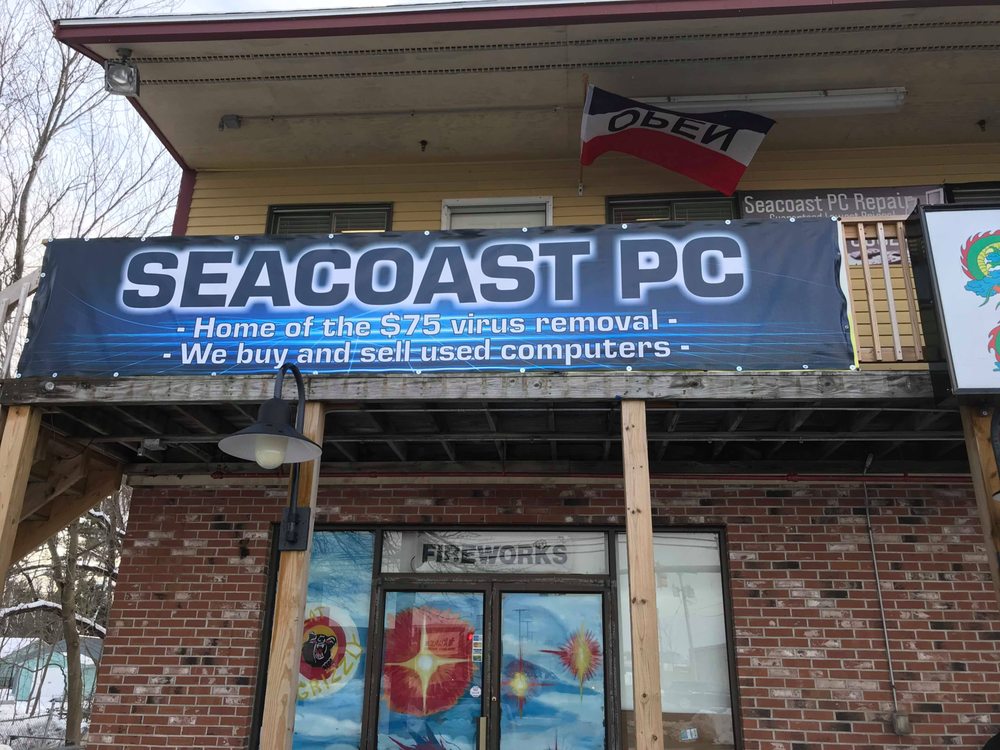 OPEN
Seacoast PC Repair
SEACOAST PC
- Home of the $75 virus removal -
- We buy and sell used computers -
FIREWORKS
GRIZZLY